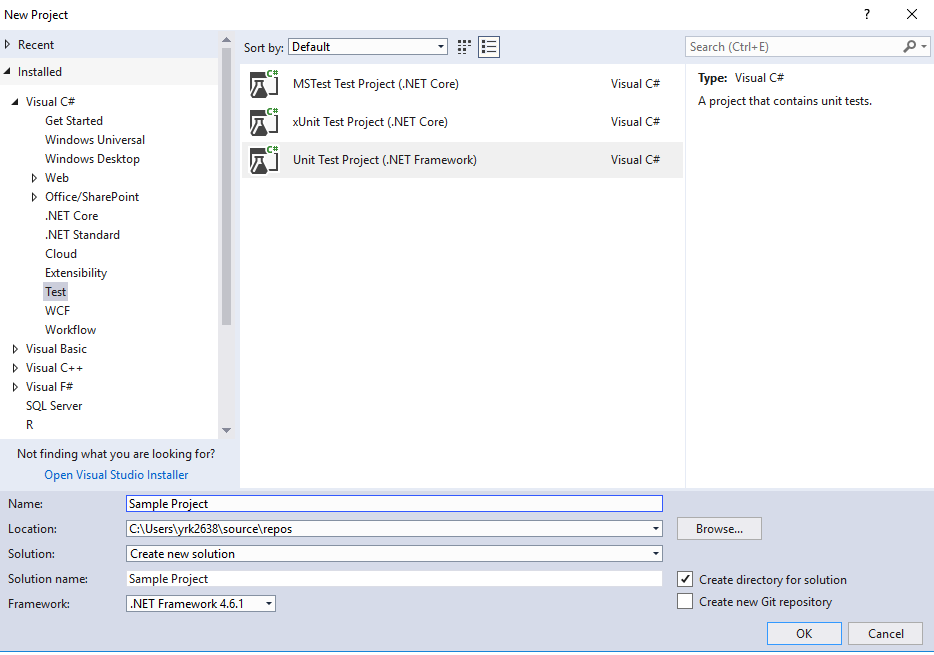 New Project
?
Recent
Installed
Visual C#
Get Started
Windows Universal
Windows Desktop
Web
Office/SharePoint
.NET Core
.NET Standard
Cloud
Extensibility
Test
WCF
Workflow
Visual Basic
Visual C++
Visual F#
SQL Server
R
Not finding what you are looking for?
Open Visual Studio Installer
Sort by: Default
C# MSTest Test Project (.NET Core) Visual C#
C# xUnit Test Project (.NET Core) Visual C#
C# Unit Test Project (.NET Framework) Visual C#
Search (Ctrl+E)
Type: Visual C#
A project that contains unit tests.
Name: Sample Project
Location: C:\Users\yrk2638\source\repos Browse...
Solution: Create new solution
Solution name: Sample Project Create directory for solution
Framework: .NET Framework 4.6.1 Create new Git repository
OK Cancel